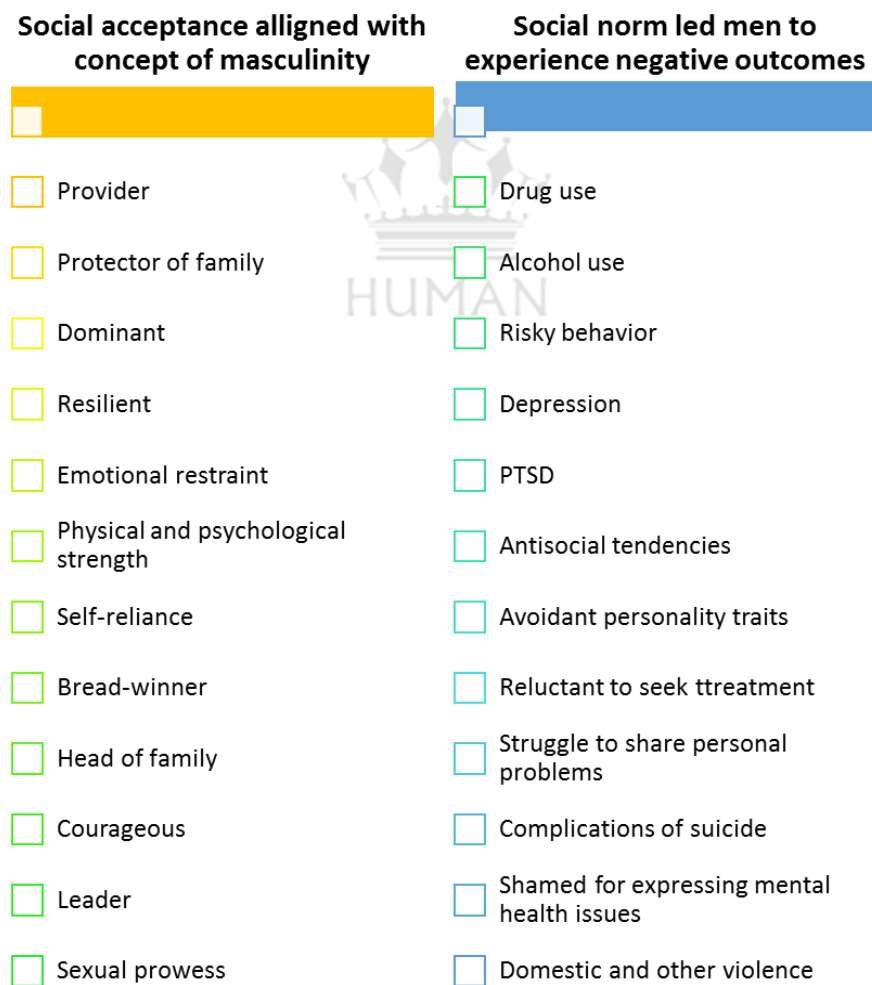 Social acceptance alligned with
concept of masculinity
Provider
Protector of family
Dominant
Resilient
Emotional restraint
Physical and psychological
strength
Self-reliance
Bread-winner
Head of family
Courageous
Leader
Sexual prowess
Social norm led men to
experience negative outcomes
Drug use
Alcohol use
Risky behavior
Depression
PTSD
Antisocial tendencies
Avoidant personality traits
Reluctant to seek ttreatment
Struggle to share personal
problems
Complications of suicide
Shamed for expressing mental
health issues
Domestic and other violence
HUMAN